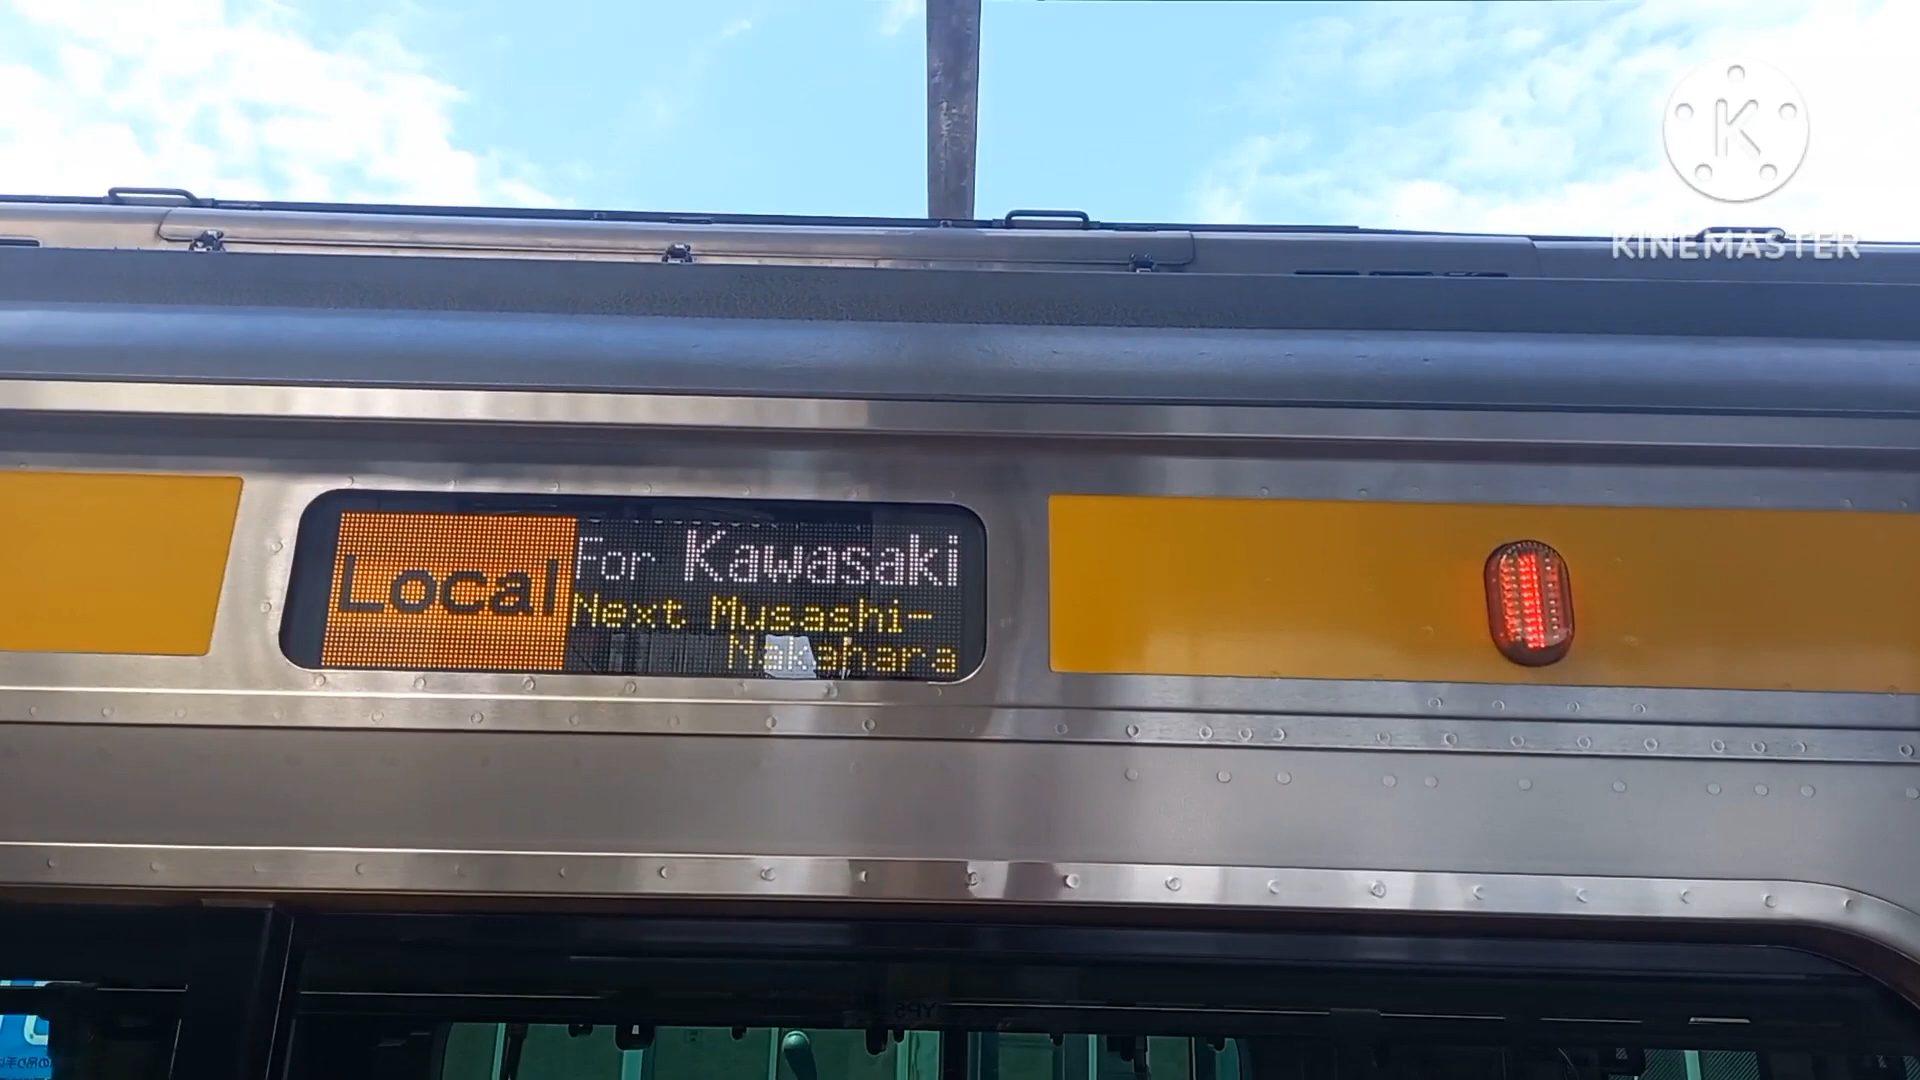 K
KINEMASTER
Local
For Kawasaki
Next Musashi-
Nakahara